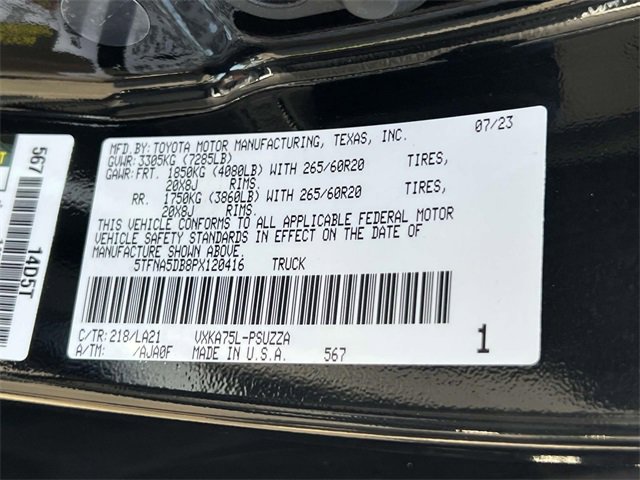 MFD.BY:TOYOTA MOTOR MANUFACTURING, TEXAS, INC. 07/23
GVWR:3305KG (7285LB)
GAWR:FRT. 1850KG (4080LB) WITH 265/60R20 TIRES,
20X8J RIMS.
RR. 1750KG (3860LB) WITH 265/60R20 TIRES,
20X8J RIMS.
THIS VEHICLE CONFORMS TO ALL APPLICABLE FEDERAL MOTOR
VEHICLE SAFETY STANDARDS IN EFFECT ON THE DATE OF
MANUFACTURE SHOWN ABOVE.
5TFNA5DB8PX120416 TRUCK
C/TR:218/LA21 VXKA75L-PSUZZA
A/TM: /AJA0F MADE IN U.S.A. 567 1
567
14D5T